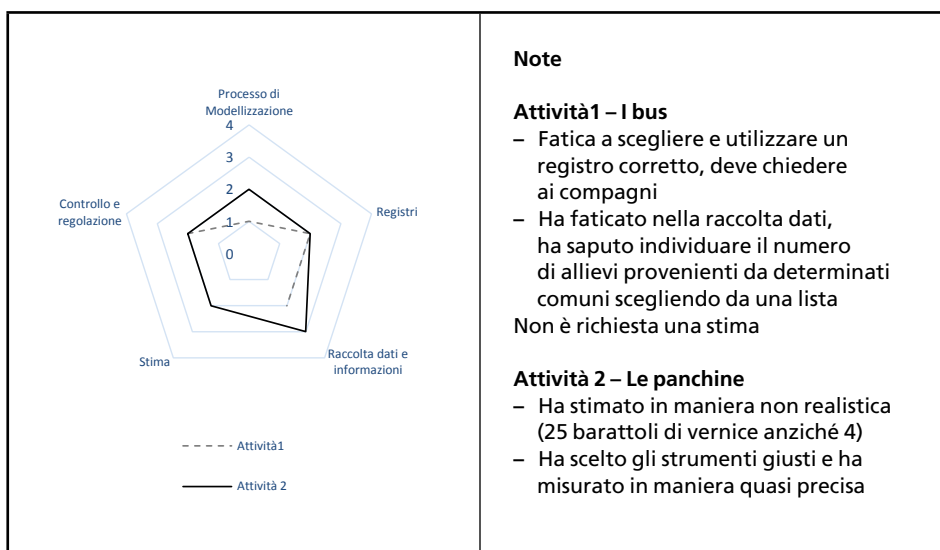 Processo di
Modellizzazione
4
3
2
1
0
Registri
Raccolta dati e
informazioni
Stima
Controllo e
regolazione
Attività1
Attività 2
Note
Attività1 – I bus
– Fatica a scegliere e utilizzare un
registro corretto, deve chiedere
ai compagni
– Ha faticato nella raccolta dati,
ha saputo individuare il numero
di allievi provenienti da determinati
comuni scegliendo da una lista
Non è richiesta una stima
Attività 2 – Le panchine
– Ha stimato in maniera non realistica
(25 barattoli di vernice anziché 4)
– Ha scelto gli strumenti giusti e ha
misurato in maniera quasi precisa